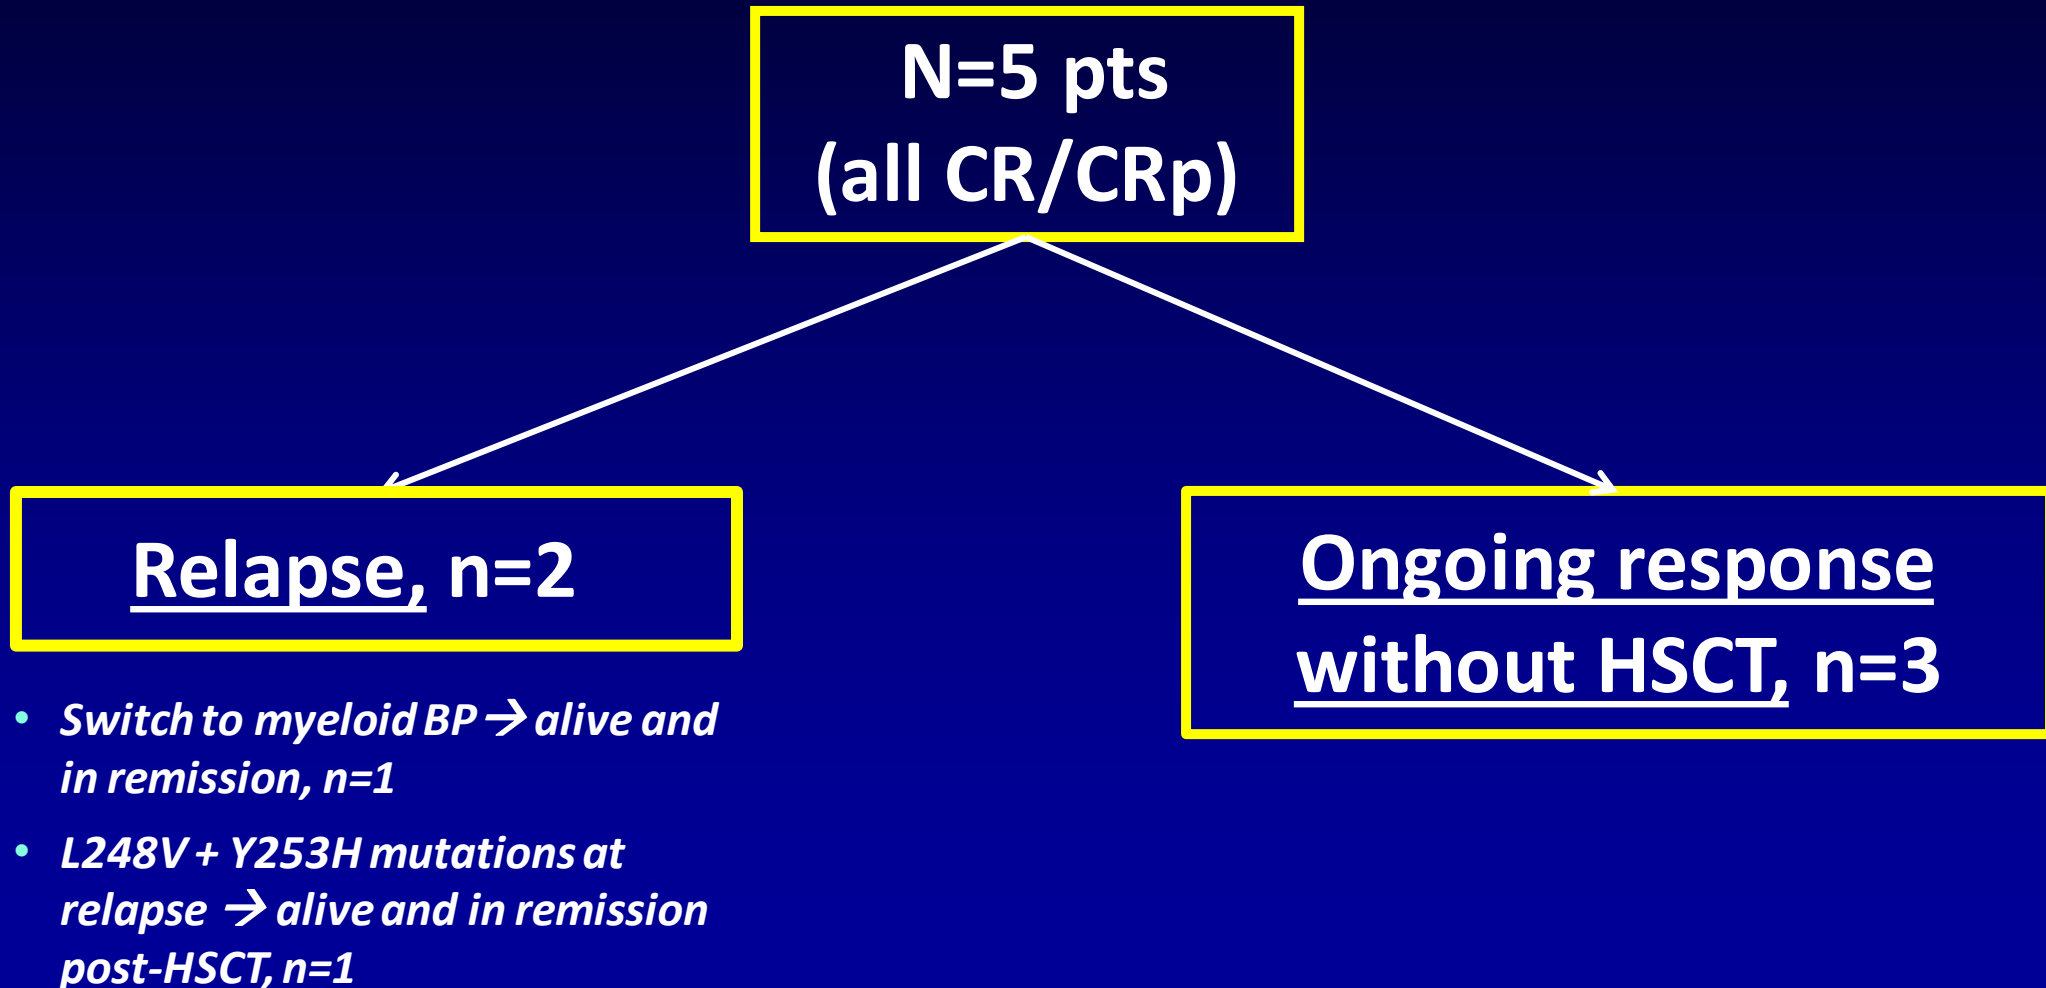 N=5 pts
(all CR/CRp)
Relapse, n=2
Ongoing response
without HSCT, n=3
• Switch to myeloid BP → alive and
in remission, n=1
• L248V + Y253H mutations at
relapse → alive and in remission
post-HSCT, n=1